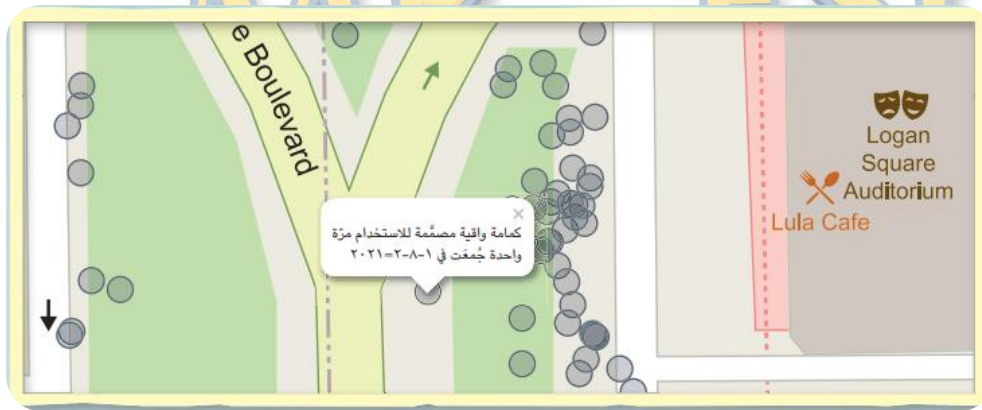 e Boulevard
كمامة واقية مصمَّمة للاستخدام مرّة
واحدة جُمعَت في ١-٨-٢=٢٠٢١
Logan
Square
Auditorium
Lula Cafe